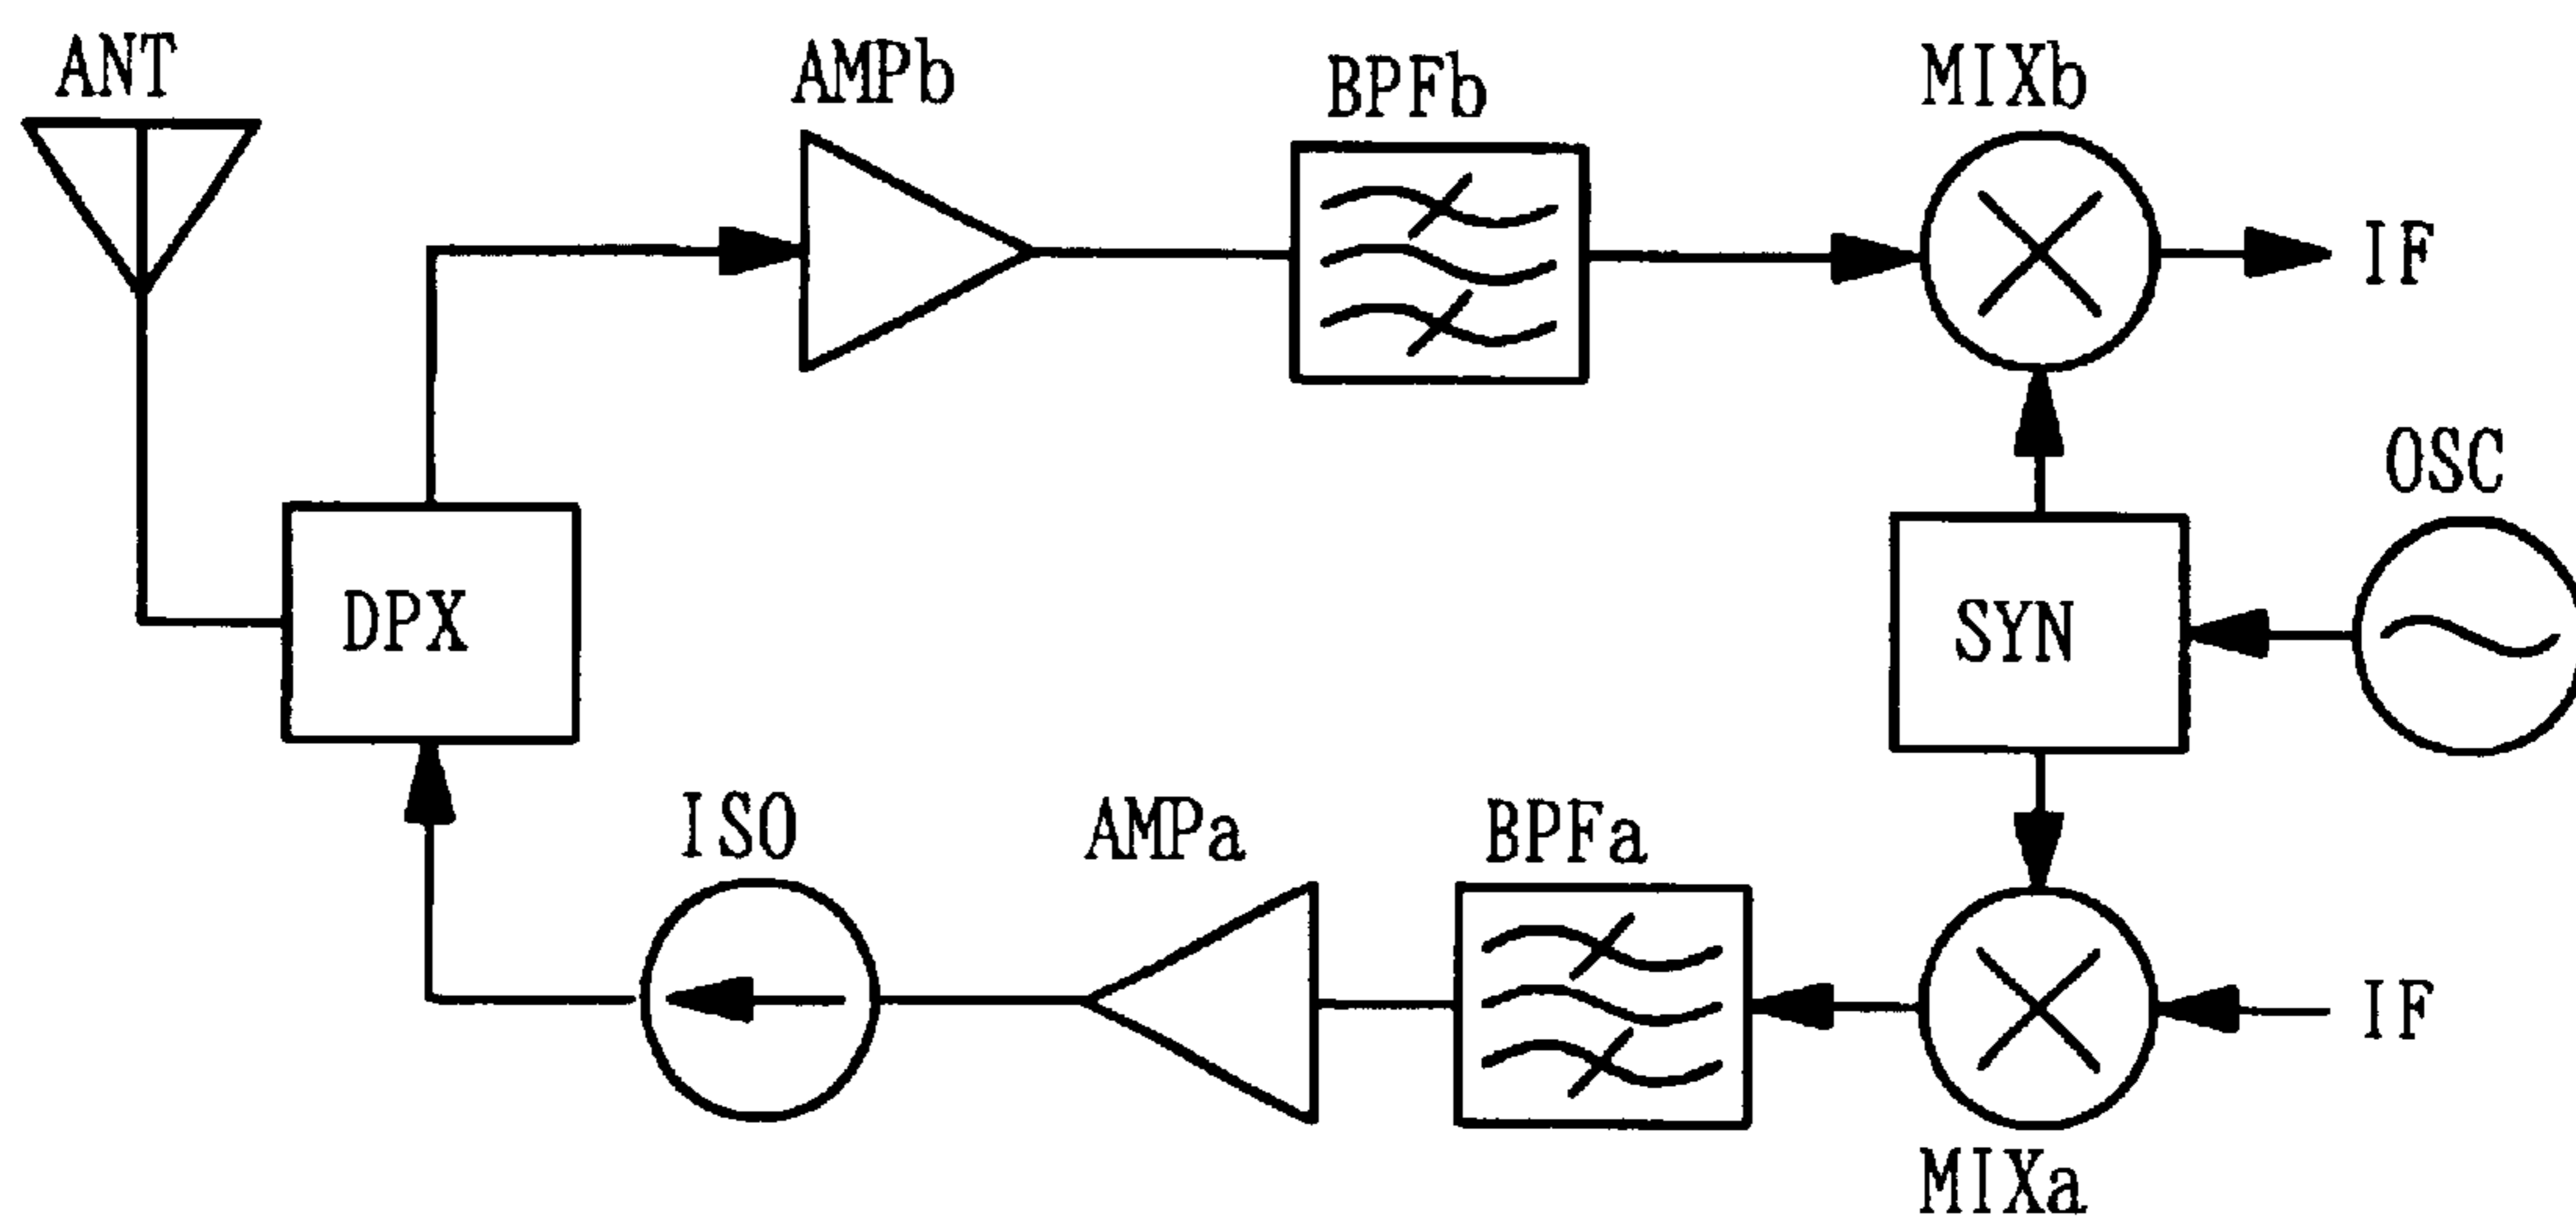 ANT
AMPb
BPFb
MIXb
IF
OSC
DPX
SYN
ISO
AMPa
BPFa
IF
MIXa